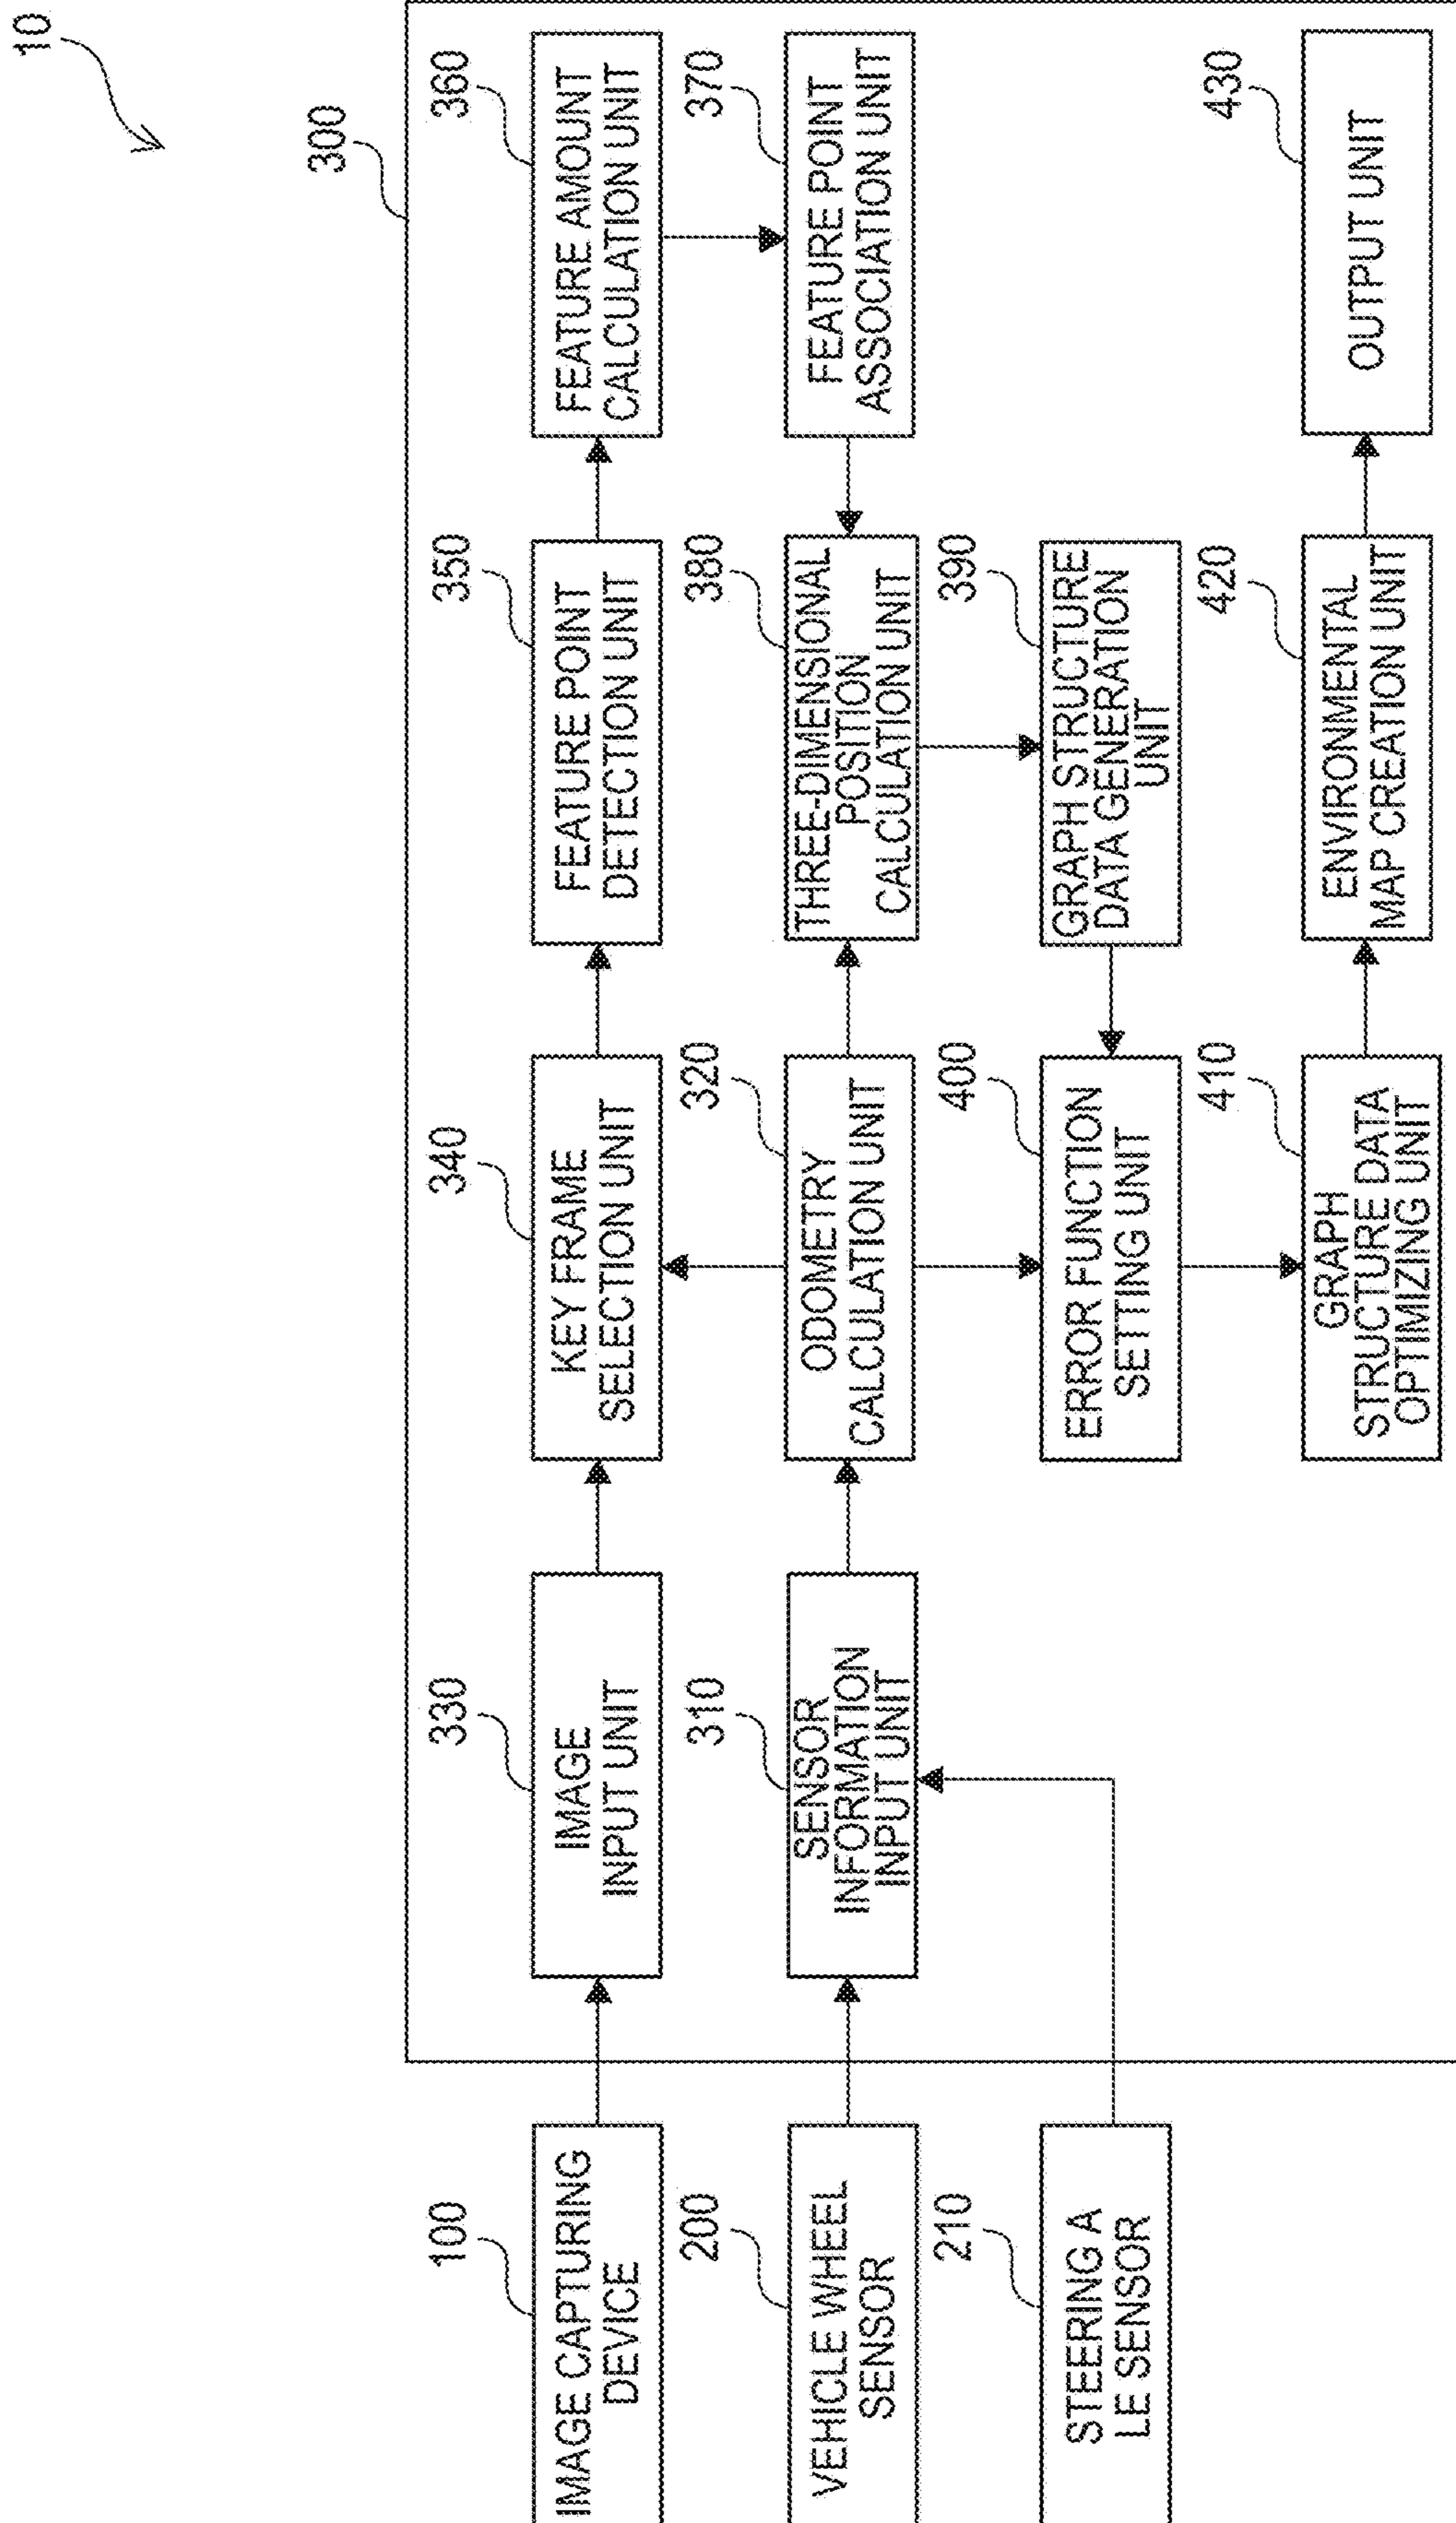 10
300
100
IMAGE CAPTURING
DEVICE
330
IMAGE
INPUT UNIT
340
KEY FRAME
SELECTION UNIT
350
FEATURE POINT
DETECTION UNIT
360
FEATURE AMOUNT
CALCULATION UNIT
200
VEHICLE WHEEL
SENSOR
310
SENSOR
INFORMATION
INPUT UNIT
320
ODOMETRY
CALCULATION UNIT
380
THREE-DIMENSIONAL
POSITION
CALCULATION UNIT
370
FEATURE POINT
ASSOCIATION UNIT
210
STEERING A
LE SENSOR
400
ERROR FUNCTION
SETTING UNIT
390
GRAPH STRUCTURE
DATA GENERATION
UNIT
410
GRAPH
STRUCTURE DATA
OPTIMIZING UNIT
420
ENVIRONMENTAL
MAP CREATION UNIT
430
OUTPUT UNIT